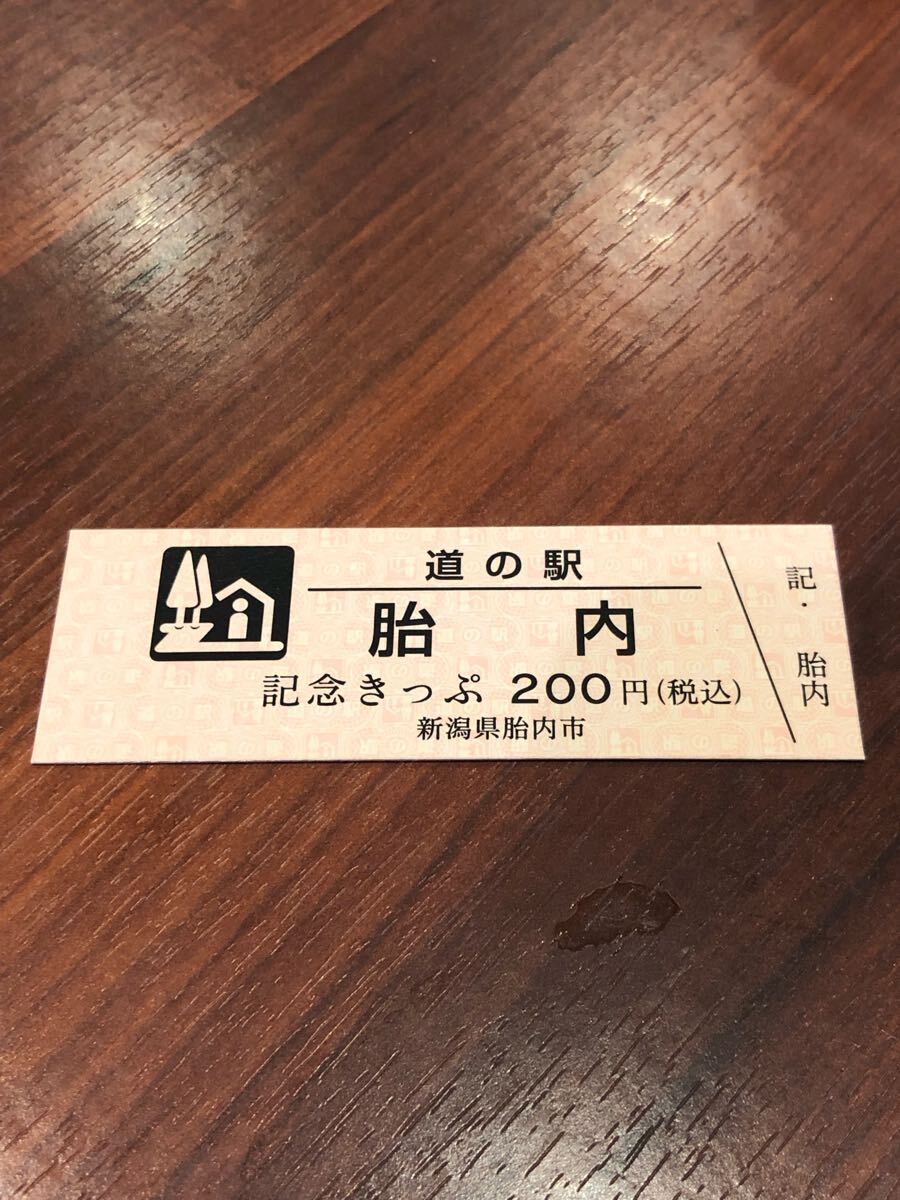 道の駅
胎内
記念きっぷ 200円(税込)
新潟県胎内市
記・胎内